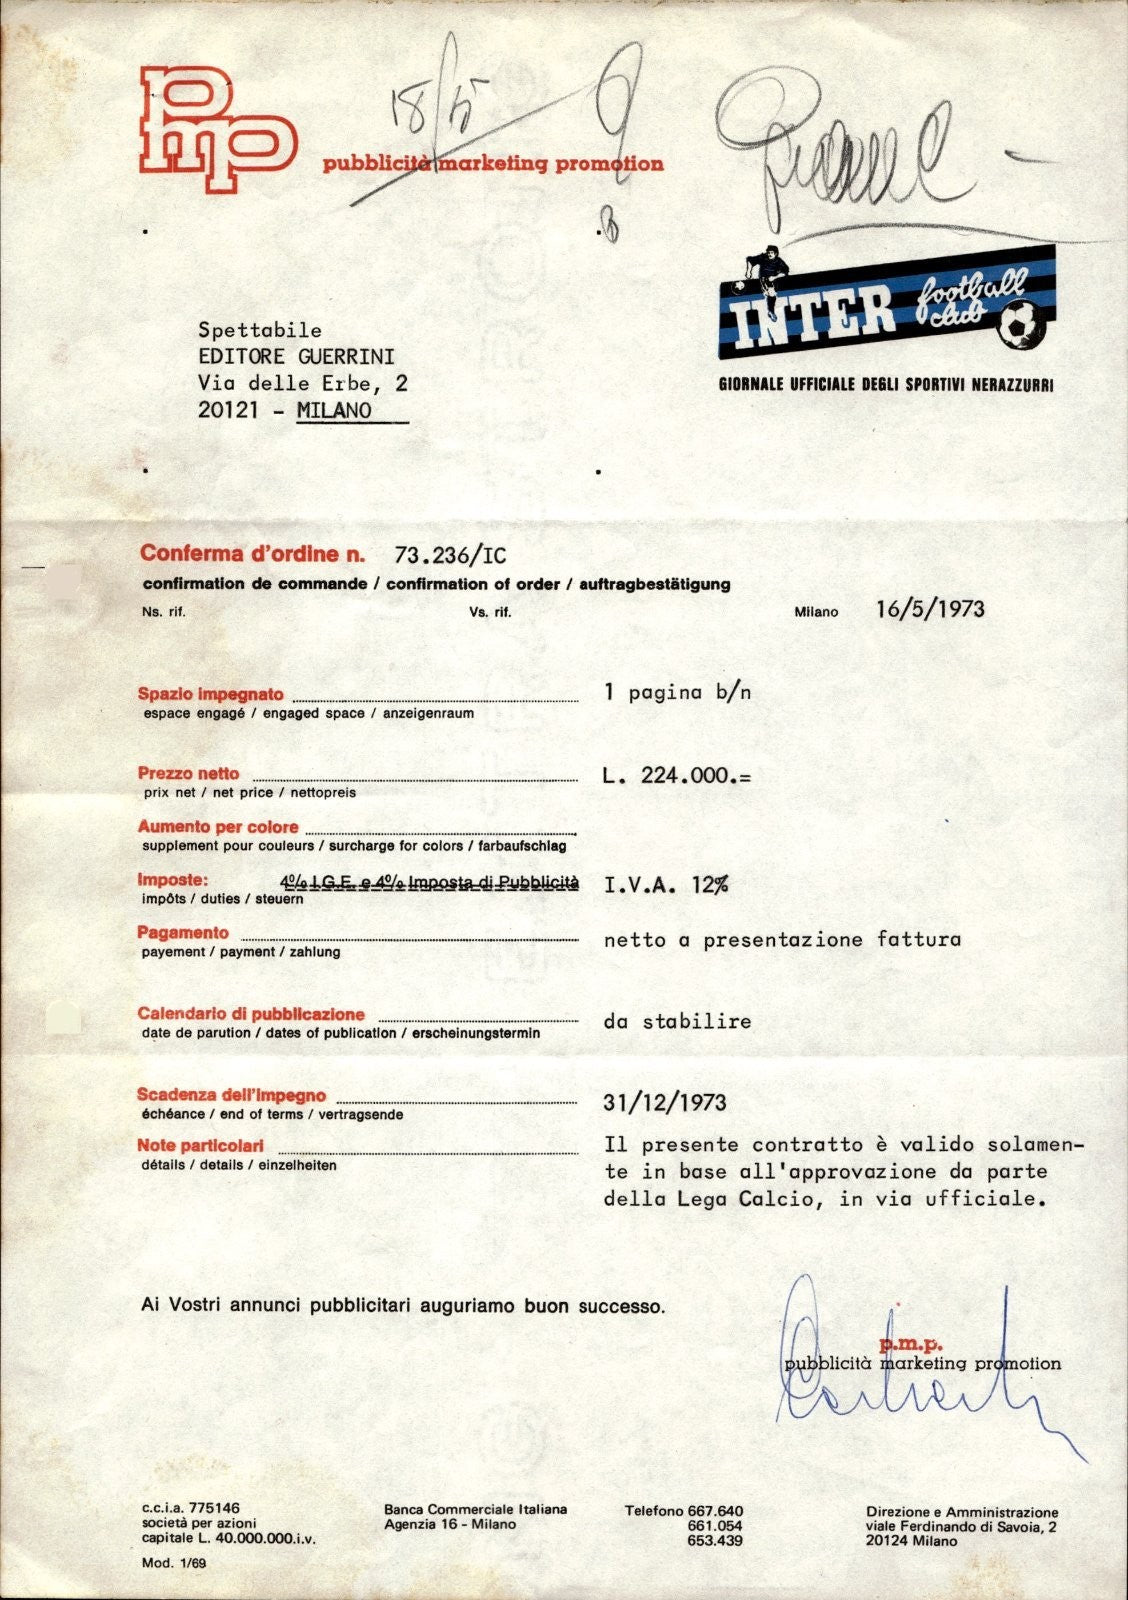 pmp
18/5
pubblicità marketing promotion
INTER football club
GIORNALE UFFICIALE DEGLI SPORTIVI NERAZZURRI
Spettabile
EDITORE GUERRINI
Via delle Erbe, 2
20121 - MILANO
Conferma d'ordine n. 73.236/IC
confirmation de commande / confirmation of order / auftragbestätigung
Ns. rif. Vs. rif. Milano 16/5/1973
Spazio impegnato 1 pagina b/n
espace engagé / engaged space / anzeigenraum
Prezzo netto L. 224.000.=
prix net / net price / nettopreis
Aumento per colore
supplement pour couleurs / surcharge for colors / farbaufschlag
Imposte: 4% I.G.E. e 4% Imposta di Pubblicità I.V.A. 12%
impôts / duties / steuern
Pagamento netto a presentazione fattura
payement / payment / zahlung
Calendario di pubblicazione da stabilire
date de parution / dates of publication / erscheinungstermin
Scadenza dell'impegno 31/12/1973
échéance / end of terms / vertragsende
Note particolari Il presente contratto è valido solamen-
détails / details / einzelheiten te in base all'approvazione da parte
della Lega Calcio, in via ufficiale.
Ai Vostri annunci pubblicitari auguriamo buon successo.
p.m.p.
pubblicità marketing promotion
c.c.i.a. 775146
società per azioni
capitale L. 40.000.000.i.v.
Mod. 1/69
Banca Commerciale Italiana
Agenzia 16 - Milano
Telefono 667.640
661.054
653.439
Direzione e Amministrazione
viale Ferdinando di Savoia, 2
20124 Milano